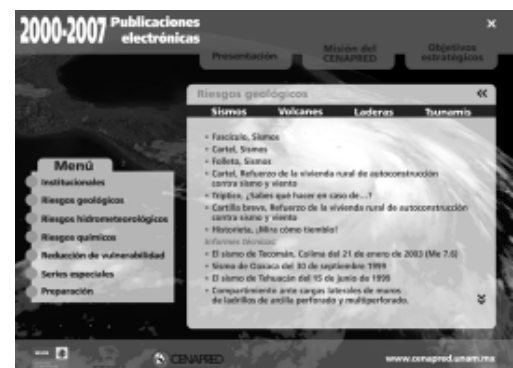 2000-2007 Publicaciones
electrónicas
Presentación
Misión del
CENAPRED
Objetivos
estratégicos
Riesgos geológicos
Sismos Volcanes Laderas Tsunamis
• Fascículo, Sismos
• Cartel, Sismos
• Folleto, Sismos
• Cartel, Refuerzo de la vivienda rural de autoconstrucción
contra sismo y viento
• Tríptico, ¿Sabes qué hacer en caso de...?
• Cartilla breve, Refuerzo de la vivienda rural de autoconstrucción
contra sismo y viento
• Historieta, ¡Mira cómo tiemblo!
Informes técnicos:
• El sismo de Tecomán, Colima del 21 de enero de 2003 (Me 7.6)
• Sismo de Oaxaca del 30 de septiembre 1999
• El sismo de Tehuacán del 15 de junio de 1999
• Compartimiento ante cargas laterales de muros
de ladrillos de arcilla perforado y multiperforado.
Menú
Institucionales
Riesgos geológicos
Riesgos hidrometeorológicos
Riesgos químicos
Reducción de vulnerabilidad
Series especiales
Preparación
CENAPRED
www.cenapred.unam.mx